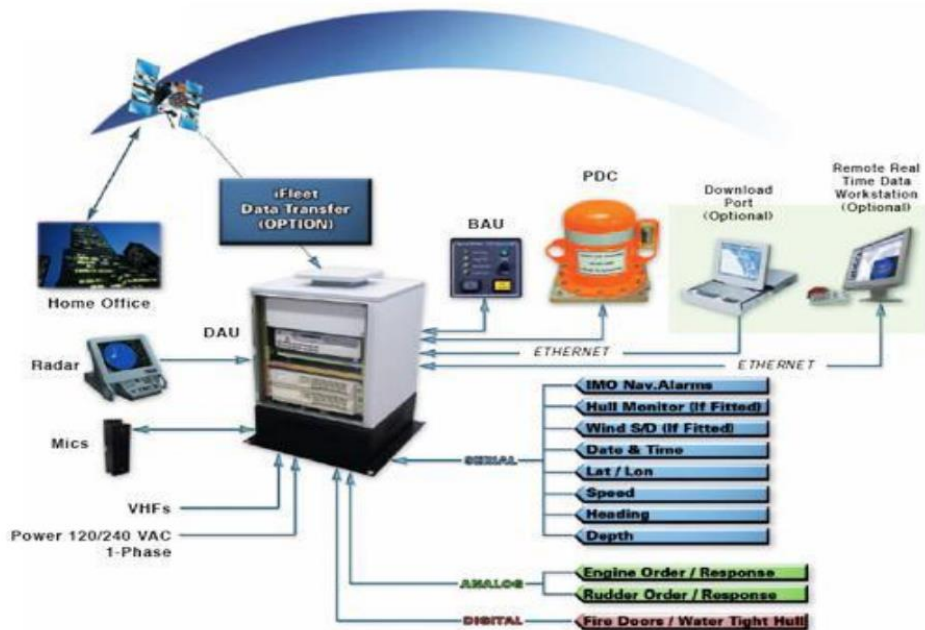 iFleet
Data Transfer
(OPTION)
BAU
PDC
Download
Port
(Optional)
Remote Real
Time Data
Workstation
(Optional)
Home Office
DAU
ETHERNET
ETHERNET
Radar
Mics
VHFs
Power 120/240 VAC
1-Phase
SERIAL
IMO Nav.Alarms
Hull Monitor (If Fitted)
Wind S/D (If Fitted)
Date & Time
Lat / Lon
Speed
Heading
Depth
ANALOG
Engine Order / Response
Rudder Order / Response
DIGITAL
Fire Doors / Water Tight Hull